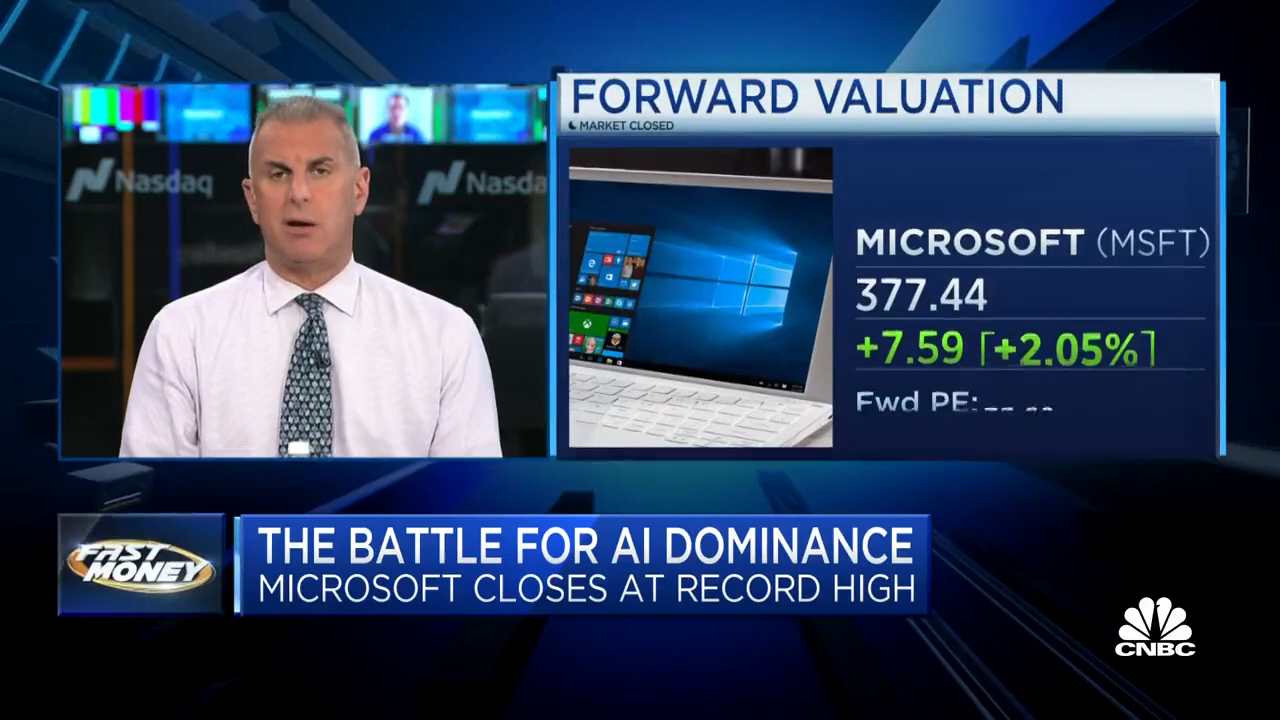 FORWARD VALUATION
MARKET CLOSED
Nasdaq
Nasda
MICROSOFT (MSFT)
377.44
+7.59 [+2.05%]
Fwd PE:
FAST
MONEY
THE BATTLE FOR AI DOMINANCE
MICROSOFT CLOSES AT RECORD HIGH
CNBC